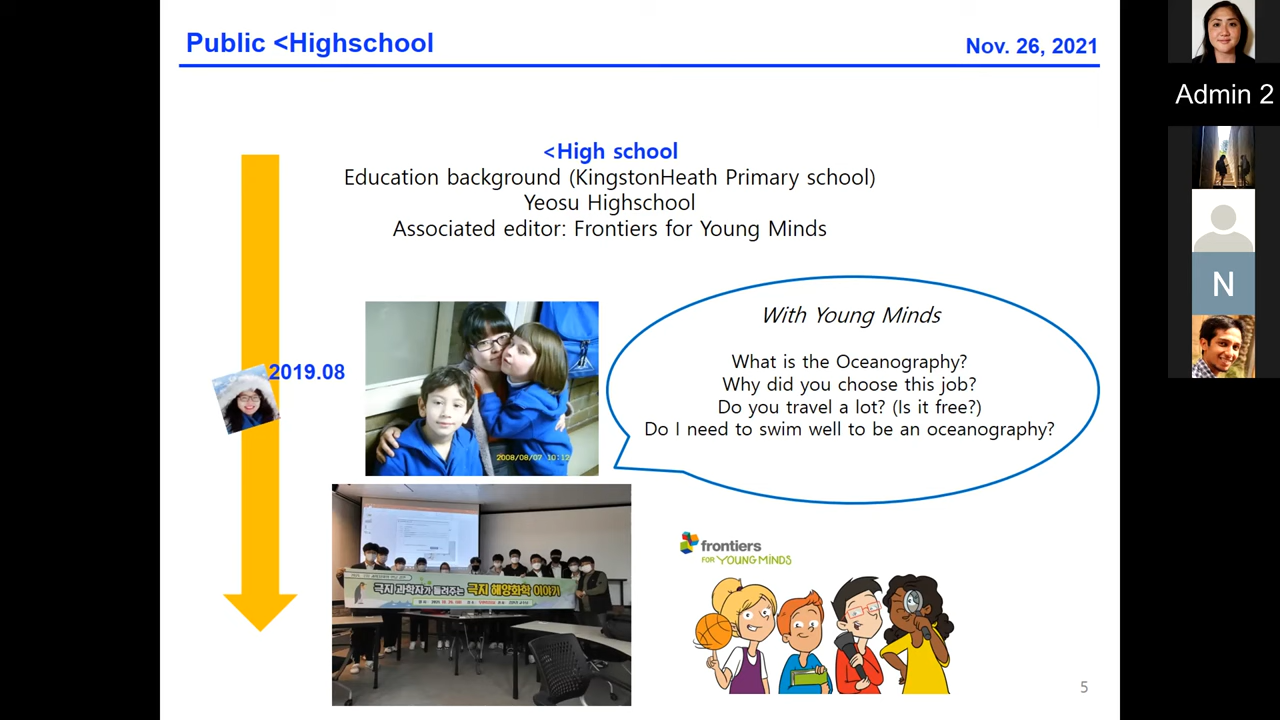 Public <Highschool
Nov. 26, 2021
Admin 2
<High school
Education background (KingstonHeath Primary school)
Yeosu Highschool
Associated editor: Frontiers for Young Minds
N
With Young Minds
What is the Oceanography?
Why did you choose this job?
Do you travel a lot? (Is it free?)
Do I need to swim well to be an oceanography?
2019.08
2008/08/07 10:12
극지 과학자가 들려주는 극지 해양화학 이야기
frontiers
FOR YOUNG MINDS
5